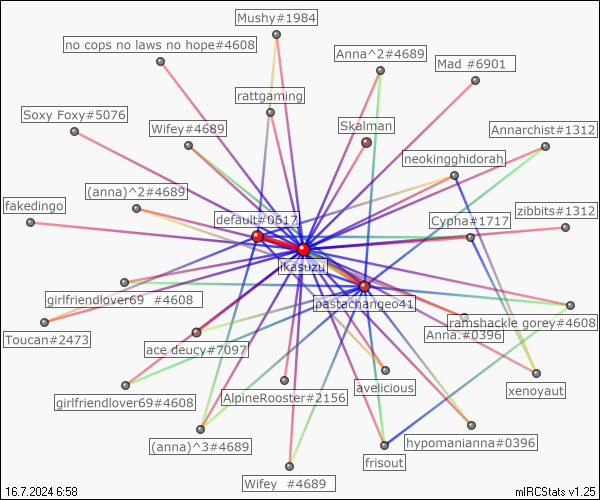 Mushy#1984
no cops no laws no hope#4608
Anna^2#4689
Mad #6901
rattgaming
Soxy Foxy#5076
Wifey#4689
Skalman
Annarchist#1312
neokingghidorah
(anna)^2#4689
fakedingo
default#0617
Cypha#1717
zibbits#1312
ikasuzu
girlfriendlover69 #4608
pastachangeo41
Toucan#2473
ramshackle gorey#4608
Anna.#0396
ace deucy#7097
avelicious
xenoyaut
girlfriendlover69#4608
AlpineRooster#2156
(anna)^3#4689
hypomanianna#0396
frisout
Wifey #4689
16.7.2024 6:58
mIRCStats v1.25